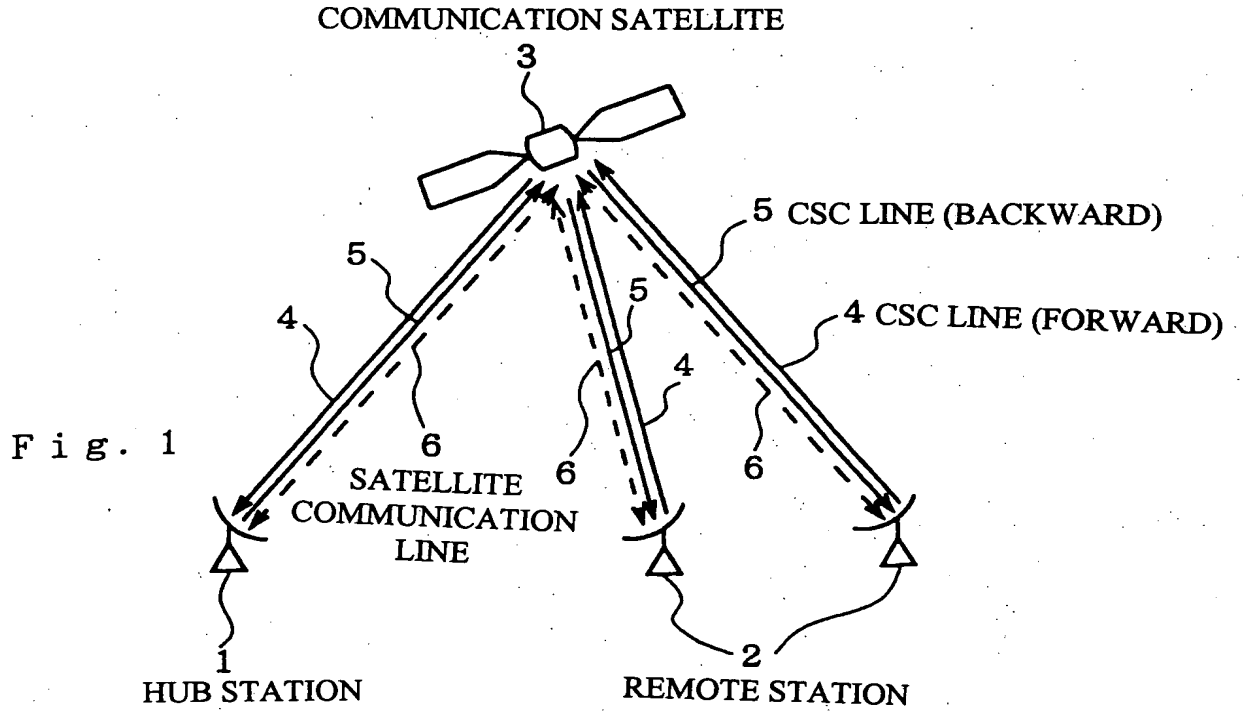 COMMUNICATION SATELLITE
3
5 CSC LINE (BACKWARD)
5
5
4
4 CSC LINE (FORWARD)
4
Fig. 1
6
6
6
SATELLITE
COMMUNICATION
LINE
1
2
HUB STATION
REMOTE STATION